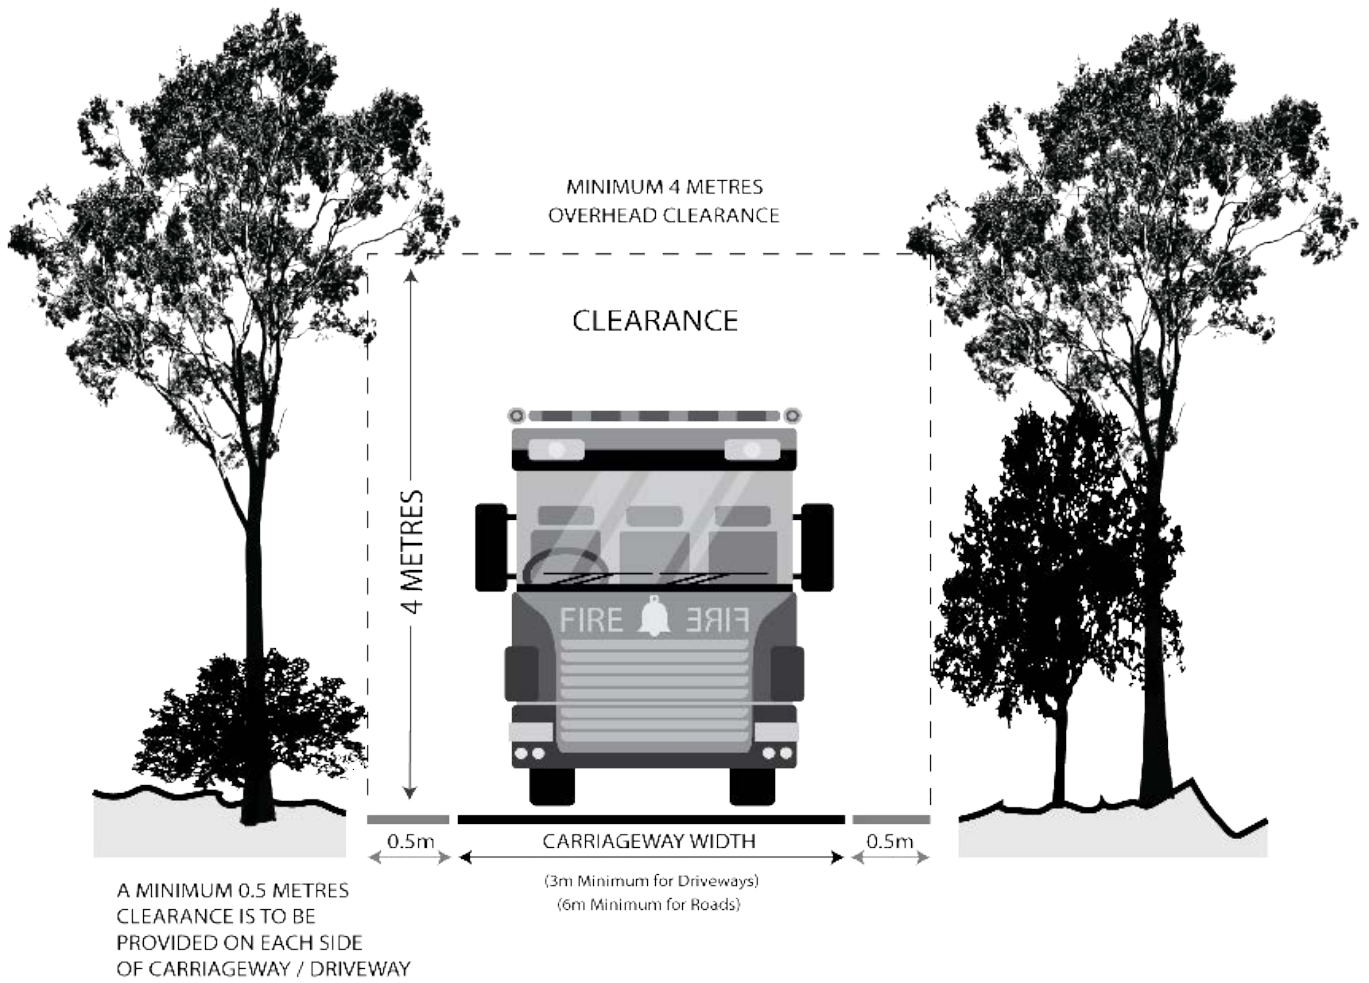 MINIMUM 4 METRES
OVERHEAD CLEARANCE
CLEARANCE
4 METRES
FIRE FIRE
0.5m
CARRIAGEWAY WIDTH
0.5m
(3m Minimum for Driveways)
(6m Minimum for Roads)
A MINIMUM 0.5 METRES
CLEARANCE IS TO BE
PROVIDED ON EACH SIDE
OF CARRIAGEWAY / DRIVEWAY